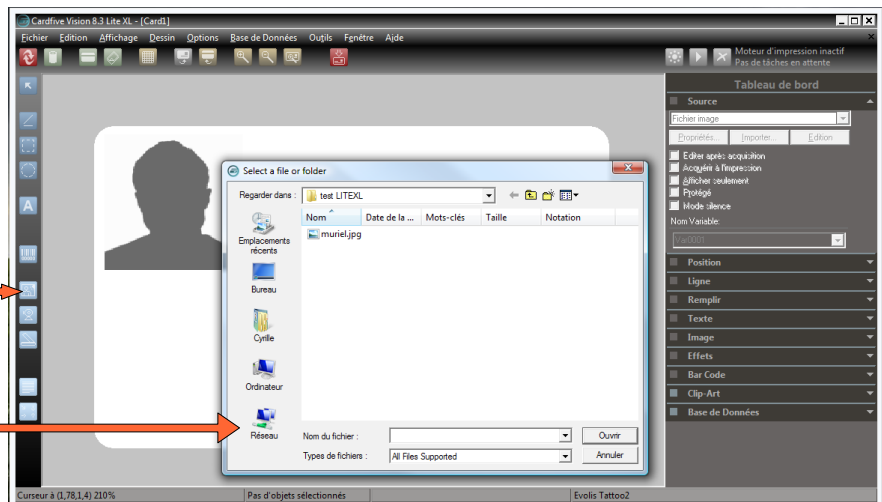 Cardfive Vision 8.3 Lite XL - [Card1]
Eichier Edition Affichage Dessin Options Base de Données Outils Fenêtre Ajde
Moteur d'impression inactif
Pas de tâches en attente
Tableau de bord
Source
Fichier image
Propriétés... Importer... Edition
Editer après acquisition
Acquérir à l'impression
Afficher seulement
Protégé
Mode silence
Nom Variable:
Var0001
Position
Ligne
Remplir
Texte
Image
Effets
Bar Code
Clip-Art
Base de Données
Select a file or folder
Regarder dans : test LITEXL
Nom Date de la ... Mots-clés Taille Notation
muriel.jpg
Emplacements
récents
Bureau
Cyrille
Ordinateur
Réseau
Nom du fichier : Ouvrir
Types de fichiers : All Files Supported Annuler
Curseur à (1,78,1,4) 210% Pas d'objets sélectionnés Evolis Tattoo2